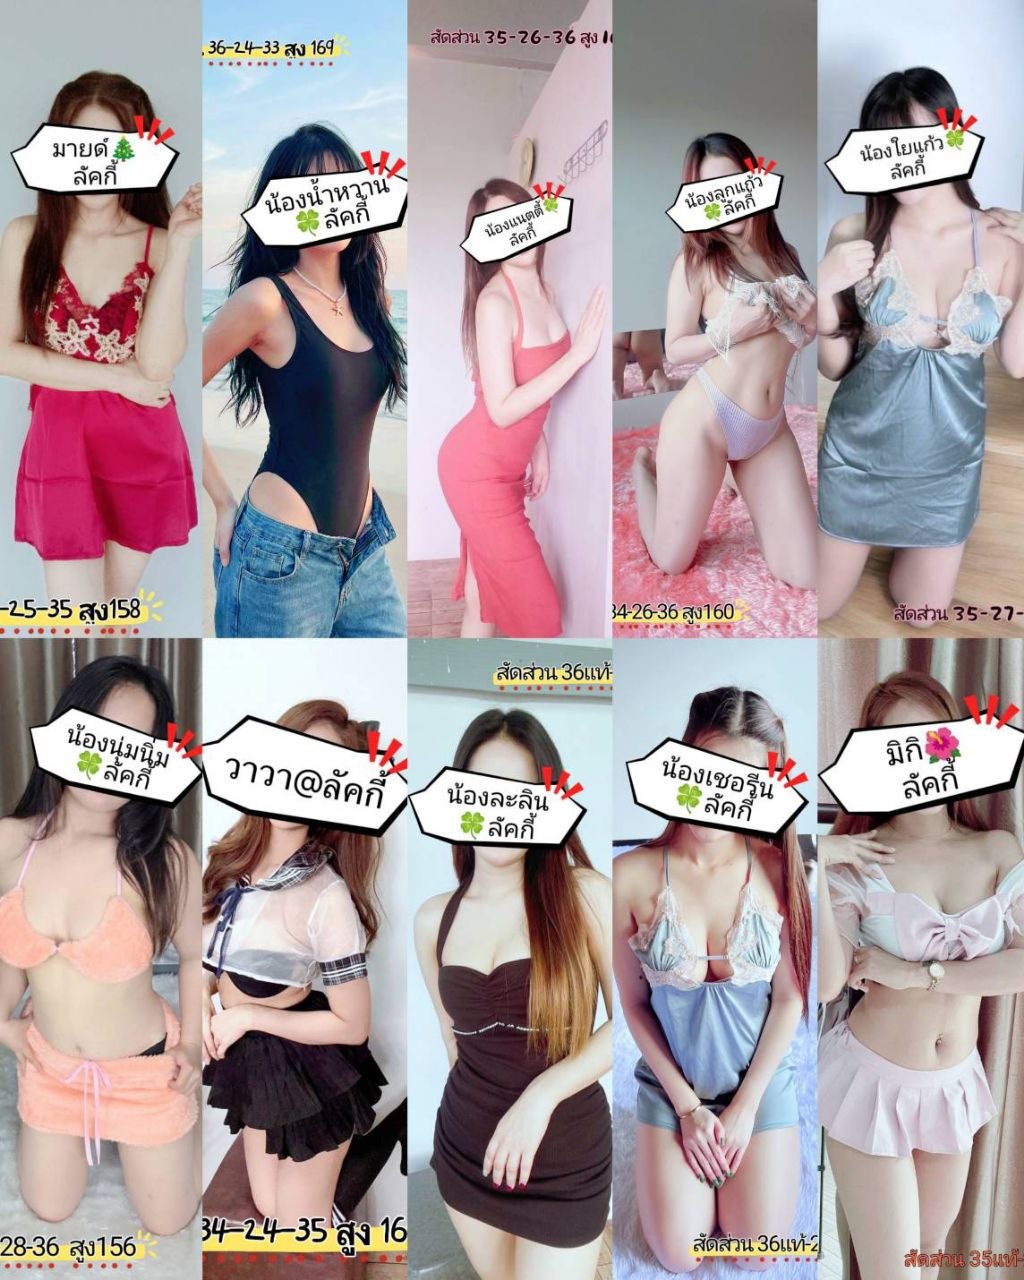 36-24-33 สูง 169
สัดส่วน 35-26-36 สูง
มายด์🌲
ลัคกี้
น้องน้ำหวาน
🍀ลัคกี้
น้องแนตตี้🍀
ลัคกี้
น้องลูกแก้ว
🍀ลัคกี้
น้องใยแก้ว🍀
ลัคกี้
-25-35 สูง158
34-26-36 สูง160
สัดส่วน 35-27-
สัดส่วน 36แท้-
น้องนุ่มนิ่ม
🍀ลัคกี้
วาวา@ลัคกี้
น้องละลิน
🍀ลัคกี้
น้องเชอรีน
🍀ลัคกี้
มิกิ🌺
ลัคกี้
28-36 สูง156
34-24-35 สูง 16
สัดส่วน 36แท้-2
สัดส่วน 35แท้-